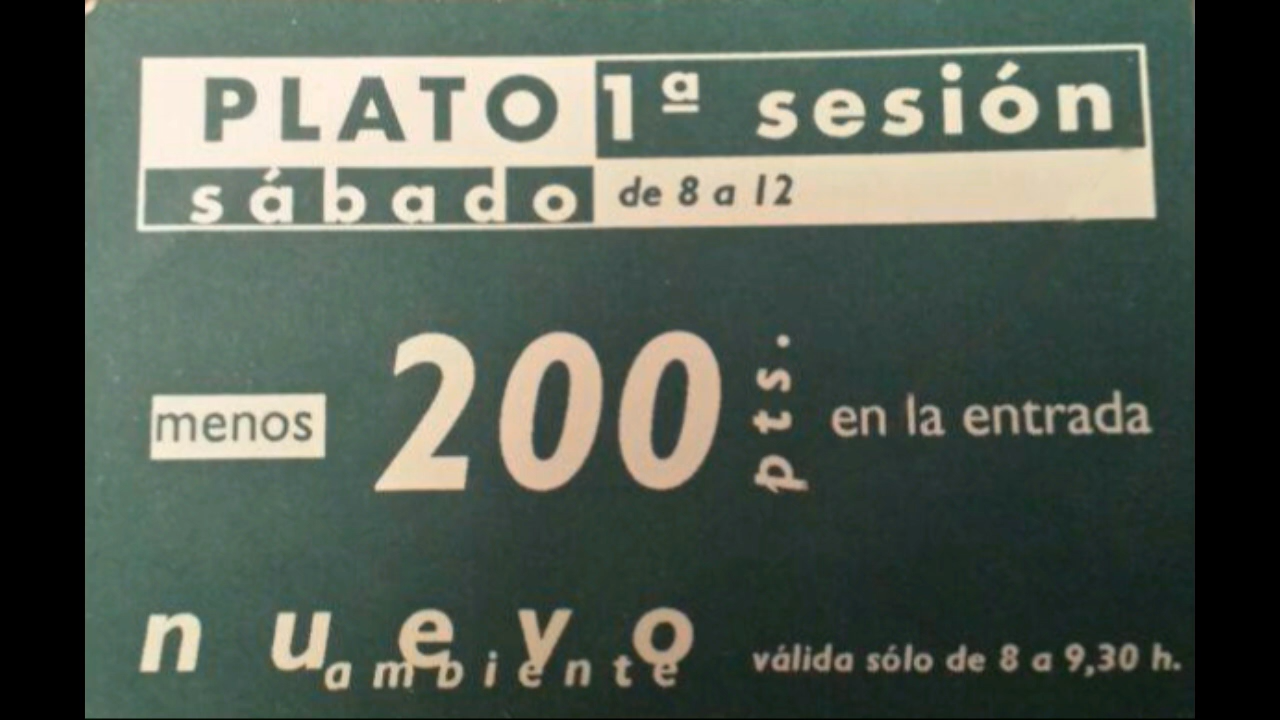 PLATO 1ª sesión
sábado de 8 a 12
menos 200 pts. en la entrada
nuevo
ambiente válida sólo de 8 a 9,30 h.